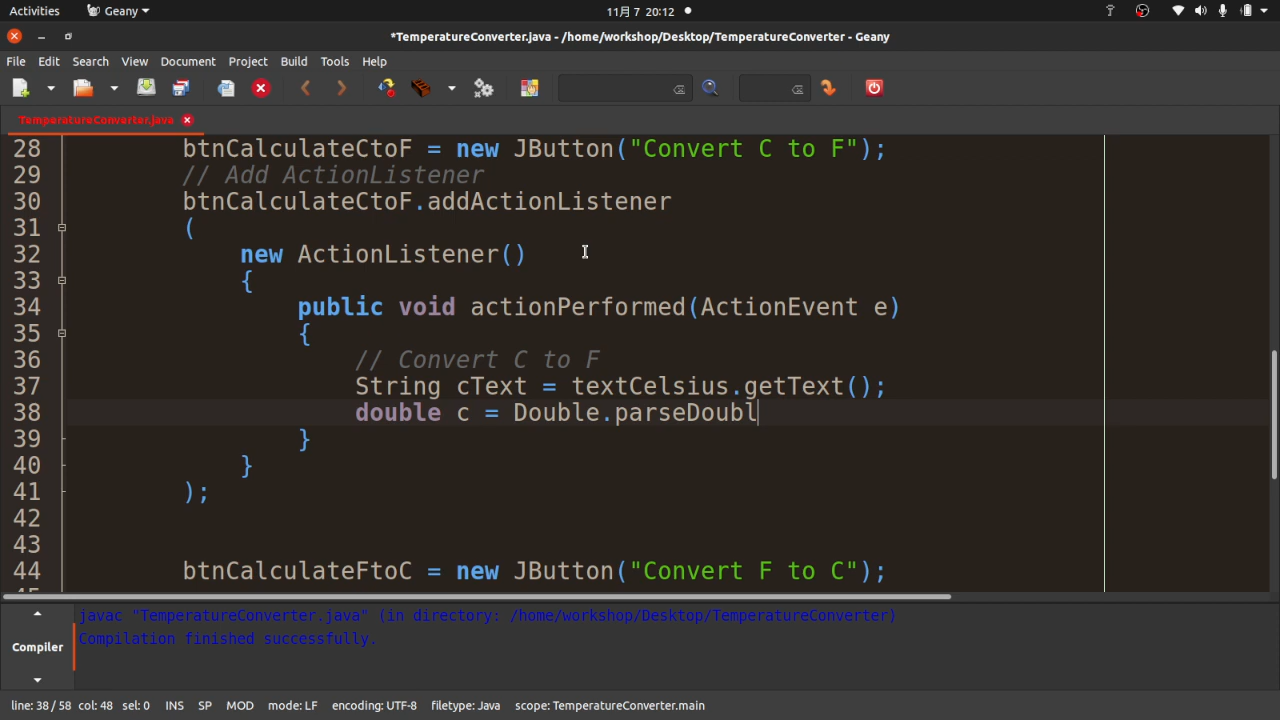 Activities Geany 11月 7 20:12
*TemperatureConverter.java - /home/workshop/Desktop/TemperatureConverter - Geany
File Edit Search View Document Project Build Tools Help
TemperatureConverter.java
28 btnCalculateCtoF = new JButton("Convert C to F");
29 // Add ActionListener
30 btnCalculateCtoF.addActionListener
31 (
32 new ActionListener()
33 {
34 public void actionPerformed(ActionEvent e)
35 {
36 // Convert C to F
37 String cText = textCelsius.getText();
38 double c = Double.parseDoubl
39 }
40 }
41 );
42
43
44 btnCalculateFtoC = new JButton("Convert F to C");
Compiler
javac "TemperatureConverter.java" (in directory: /home/workshop/Desktop/TemperatureConverter)
Compilation finished successfully.
line: 38 / 58 col: 48 sel: 0 INS SP MOD mode: LF encoding: UTF-8 filetype: Java scope: TemperatureConverter.main